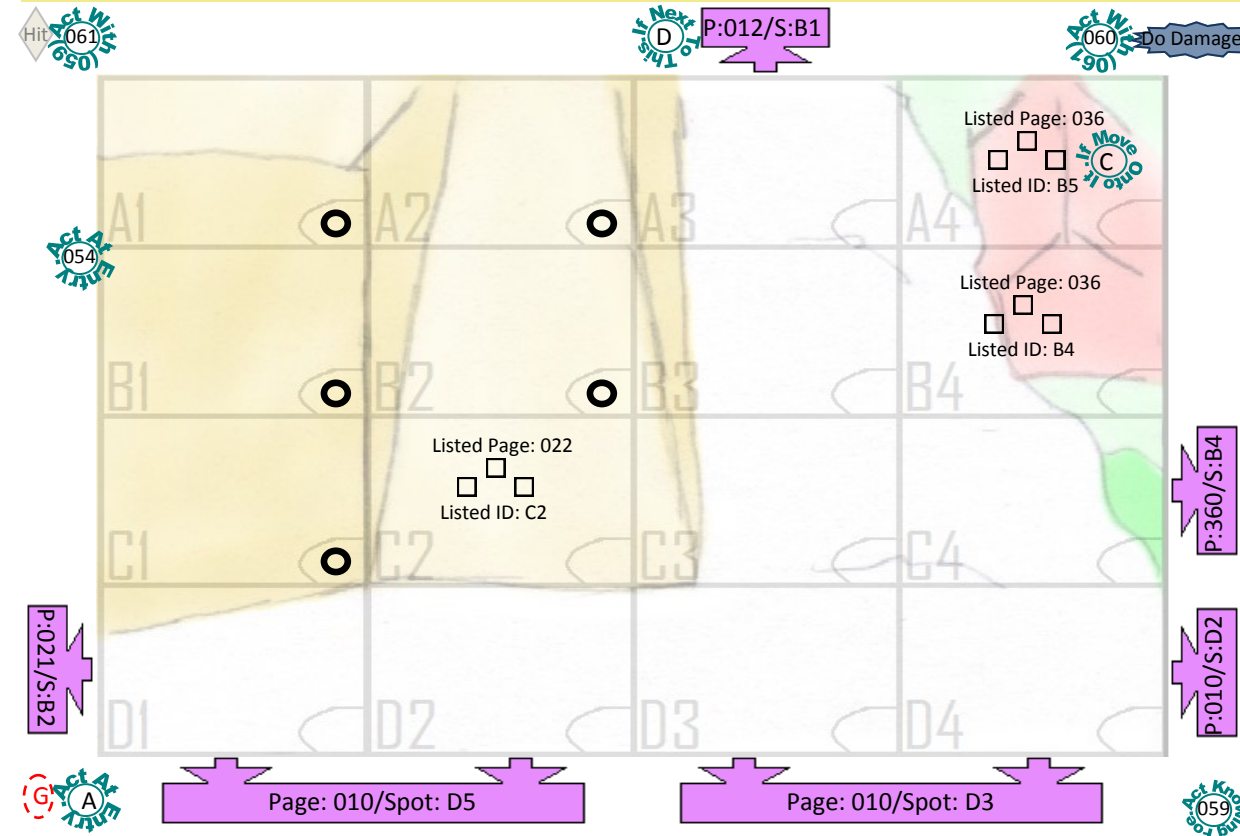 Hit
Act With
061
(059)
If Next
To This.
D
P:012/S:B1
Act With
060
(061)
Do Damage
Listed Page: 036
Listed ID: B5
If Move
Onto It.
C
A1
A2
A3
A4
Act At
Entry.
054
Listed Page: 036
Listed ID: B4
B1
B2
B3
B4
Listed Page: 022
Listed ID: C2
P:360/S:B4
C1
C2
C3
C4
P:021/S:B2
P:010/S:D2
D1
D2
D3
D4
G
Act At
Entry.
A
Page: 010/Spot: D5
Page: 010/Spot: D3
Act Knowing
Foe
059